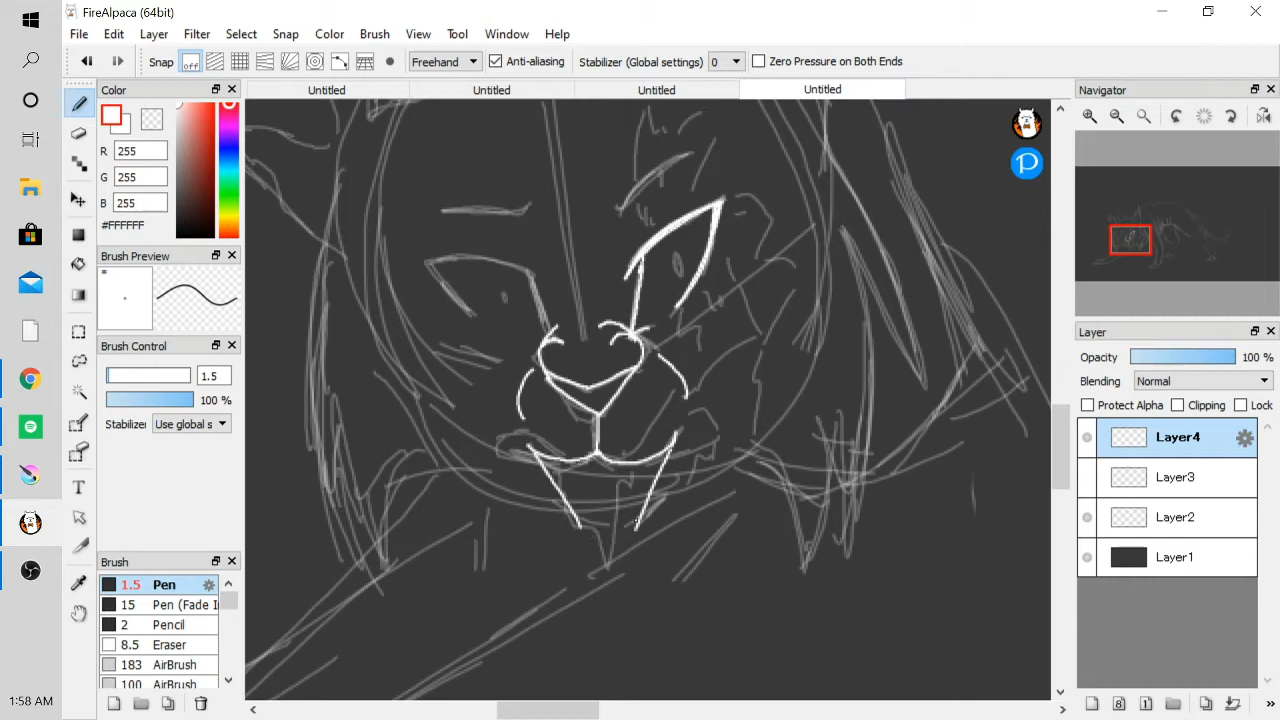 FireAlpaca (64bit)
File Edit Layer Filter Select Snap Color Brush View Tool Window Help
Snap off Freehand Anti-aliasing Stabilizer (Global settings) 0 Zero Pressure on Both Ends
Color
R 255
G 255
B 255
#FFFFFF
Brush Preview
Brush Control
1.5
100 %
Stabilizer Use global s
Brush
1.5 Pen
15 Pen (Fade I
2 Pencil
8.5 Eraser
183 AirBrush
100 AirBrush
Untitled Untitled Untitled Untitled
P
Navigator
Layer
Opacity 100 %
Blending Normal
Protect Alpha Clipping Lock
Layer4
Layer3
Layer2
Layer1
8 1
1:58 AM